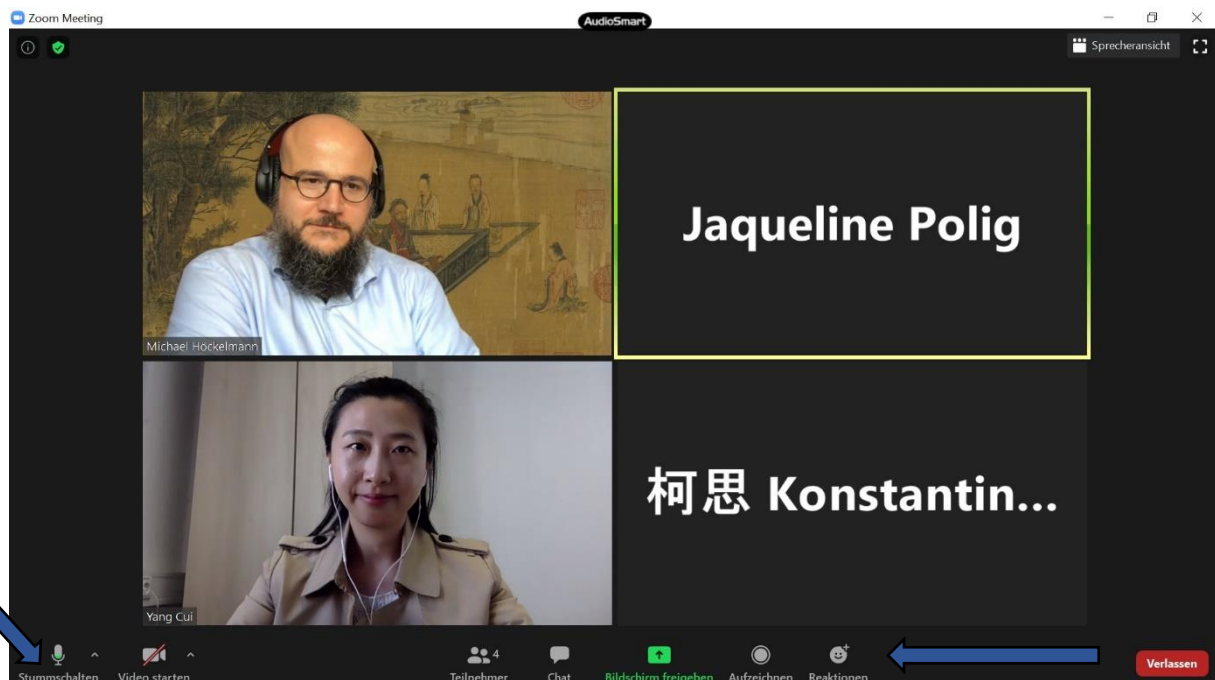 Zoom Meeting
AudioSmart
Sprecheransicht
Michael Höckelmann
Jaqueline Polig
Yang Cui
柯思 Konstantin...
Stummschalten
Video starten
4
Teilnehmer
Chat
Bildschirm freigeben
Aufzeichnen
Reaktionen
Verlassen